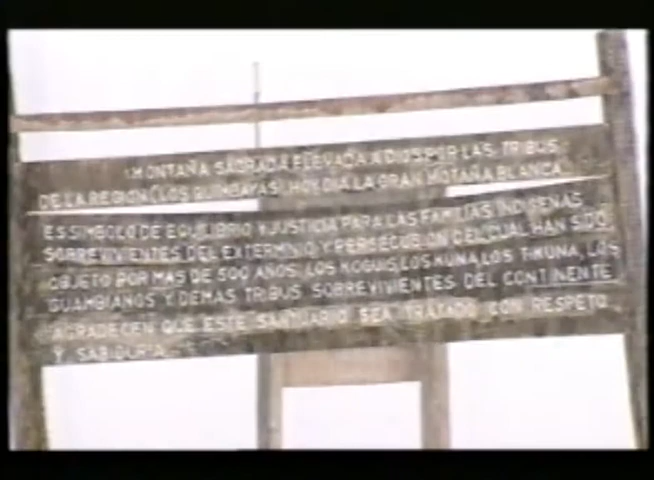 MONTAÑA SAGRADA ELEVADA A DIOS POR LAS TRIBUS
DE LA REGION (LOS QUIMBAYAS) HOY DIA LA GRAN MOTAÑA BLANCA
ES SIMBOLO DE EQUILIBRIO Y JUSTICIA PARA LAS FAMILIAS INDIGENAS
SOBREVIVIENTES DEL EXTERMINIO Y PERSECUCION DEL CUAL HAN SIDO
OBJETO POR MAS DE 500 AÑOS. LOS KOGUIS, LOS KUNA, LOS LOS
GUAMBIANOS Y DEMAS TRIBUS SOBREVIVIENTES DEL CONTINENTE
AGRADECEN QUE ESTE SANTUARIO SEA TRATADO CON RESPETO
Y SABIDURIA